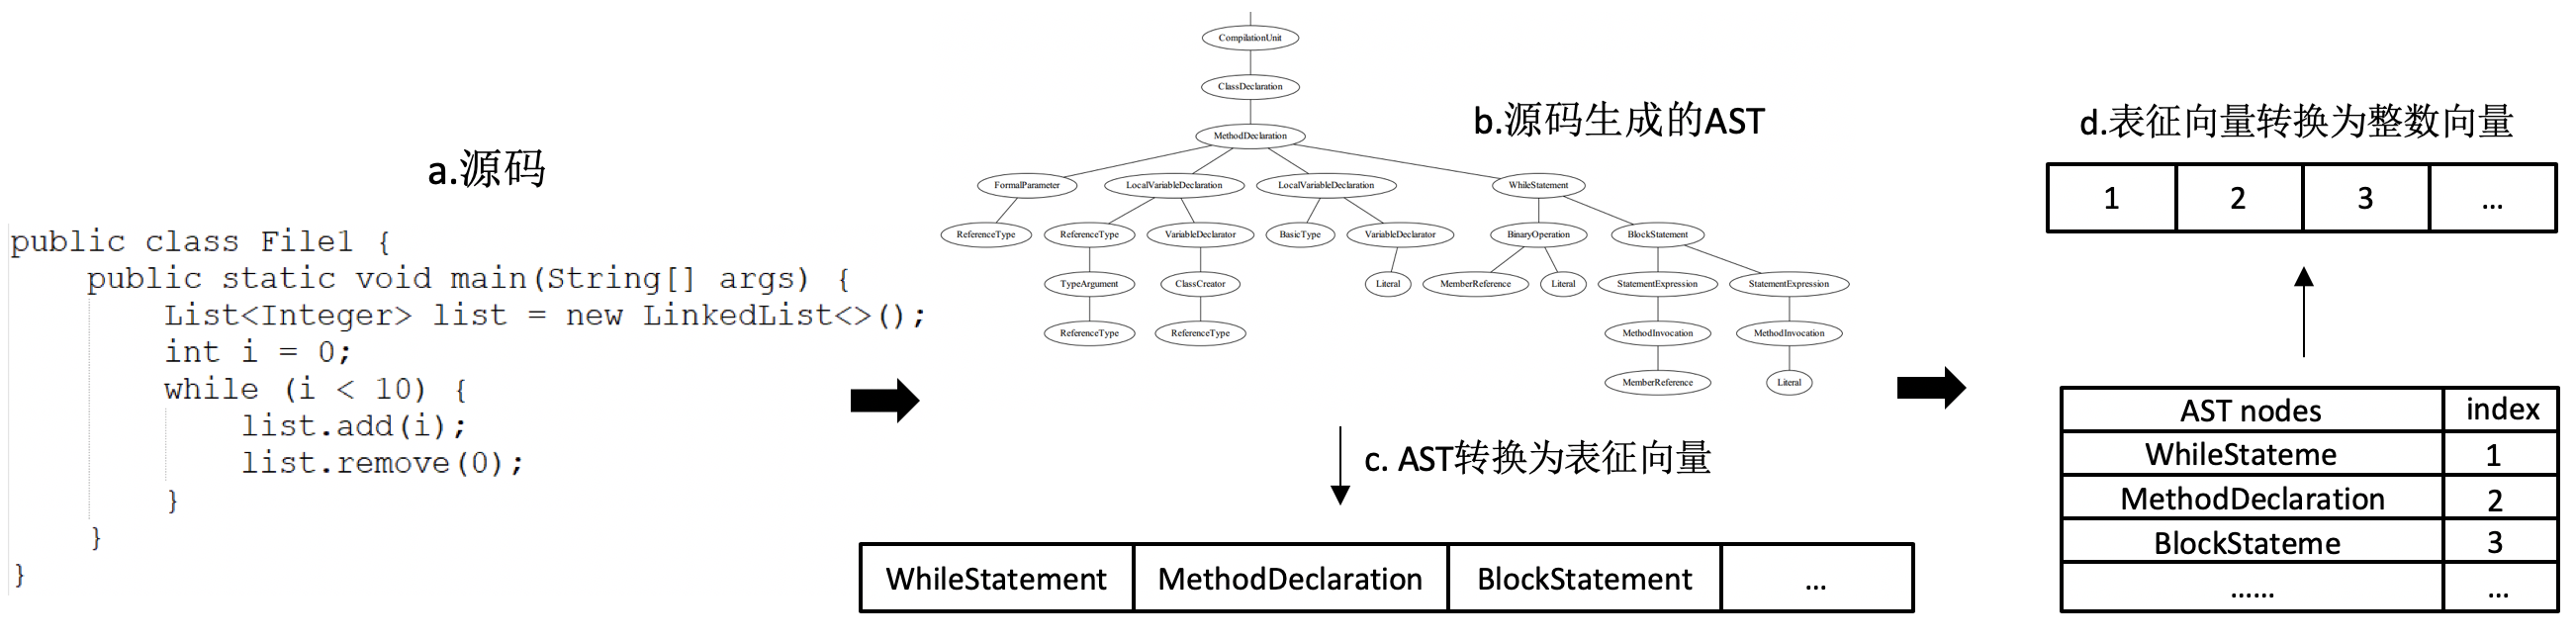 a.源码
public class File1 {
public static void main(String[] args) {
List<Integer> list = new LinkedList<>();
int i = 0;
while (i < 10) {
list.add(i);
list.remove(0);
}
}
}
b.源码生成的AST
CompilationUnit
ClassDeclaration
MethodDeclaration
FormalParameter LocalVariableDeclaration LocalVariableDeclaration WhileStatement
ReferenceType ReferenceType VariableDeclarator BasicType VariableDeclarator BinaryOperation BlockStatement
TypeArgument ClassCreator Literal MemberReference Literal StatementExpression StatementExpression
ReferenceType ReferenceType MethodInvocation MethodInvocation
MemberReference Literal
c. AST转换为表征向量
WhileStatement MethodDeclaration BlockStatement ...
d.表征向量转换为整数向量
1 2 3 ...
AST nodes index
WhileStateme 1
MethodDeclaration 2
BlockStateme 3
...... ...